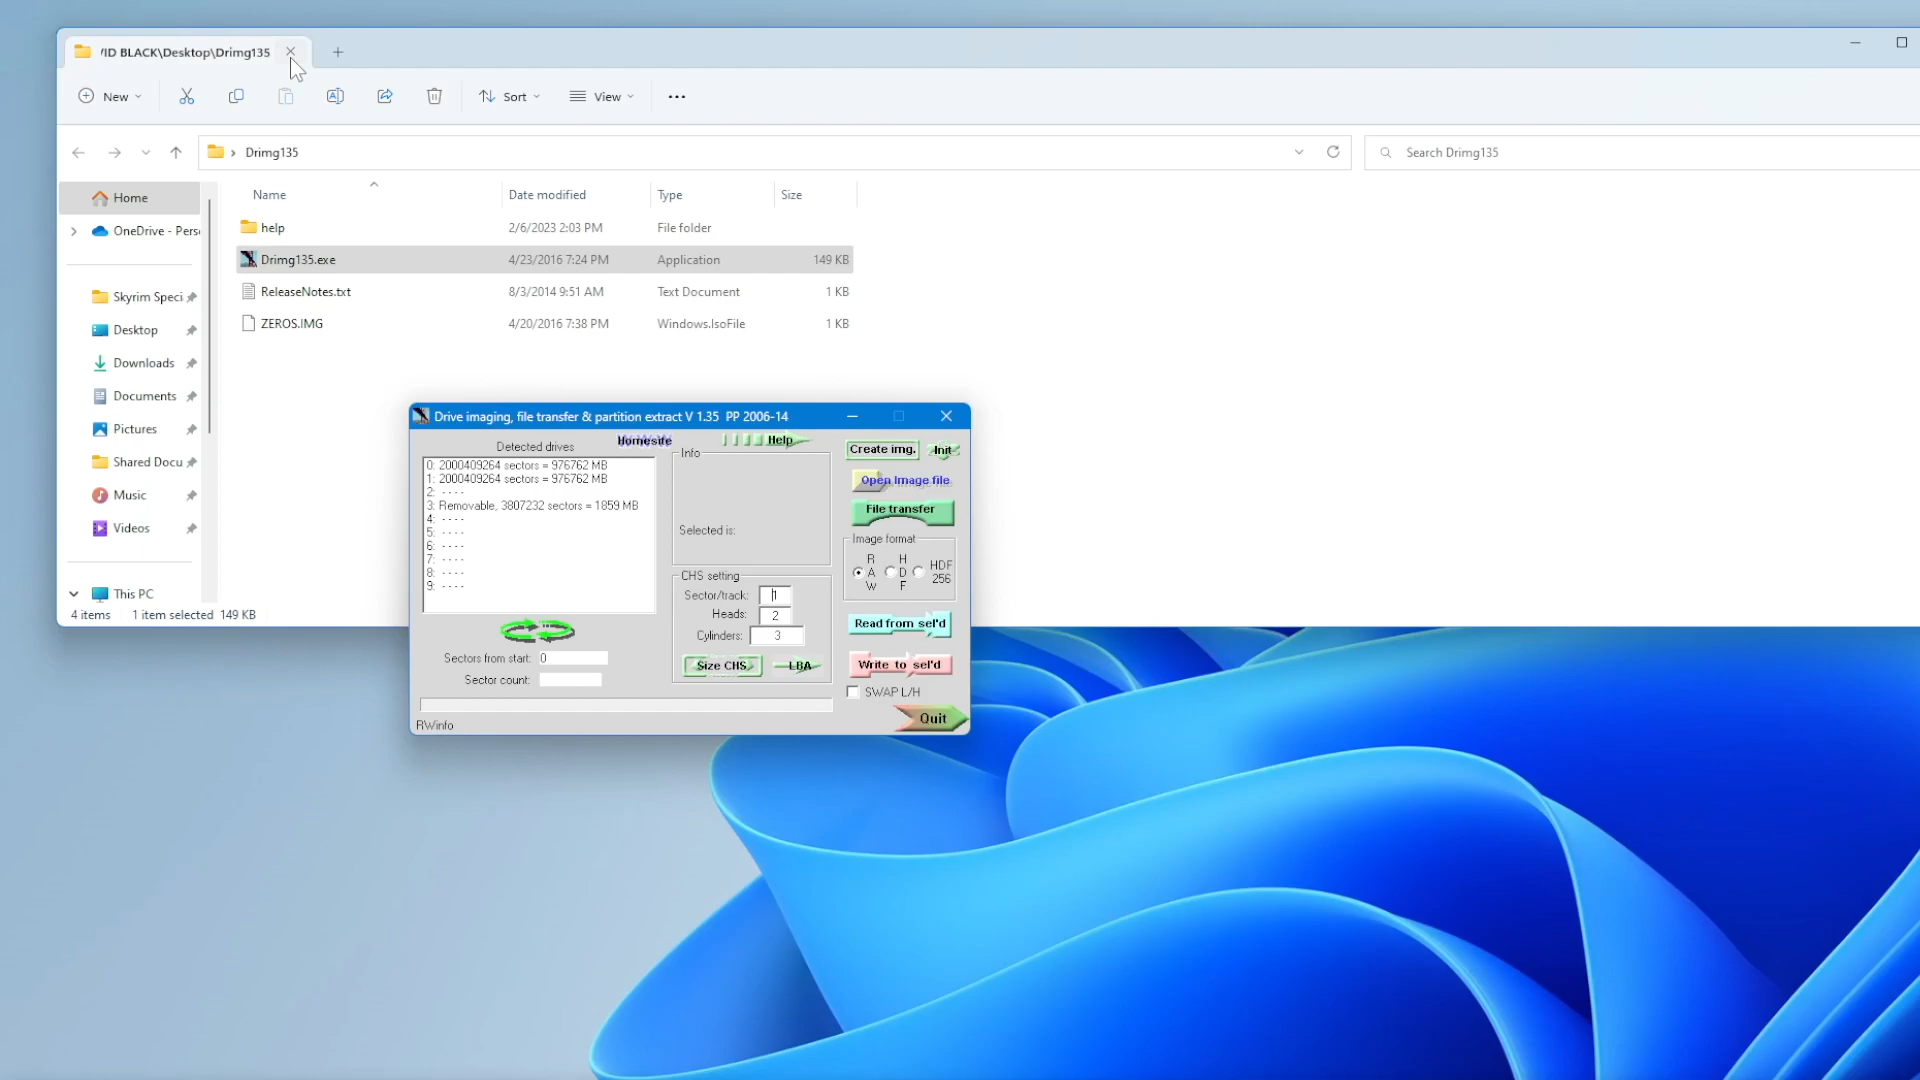 /ID BLACK\Desktop\Drimg135
New
Sort
View
Drimg135
Search Drimg135
Name
Date modified
Type
Size
Home
OneDrive - Pers
Skyrim Speci
Desktop
Downloads
Documents
Pictures
Shared Docu
Music
Videos
This PC
help 2/6/2023 2:03 PM File folder
Drimg135.exe 4/23/2016 7:24 PM Application 149 KB
ReleaseNotes.txt 8/3/2014 9:51 AM Text Document 1 KB
ZEROS.IMG 4/20/2016 7:38 PM Windows.IsoFile 1 KB
4 items 1 item selected 149 KB
Drive imaging, file transfer & partition extract V 1.35 PP 2006-14
Detected drives
Homesite
Help
0: 2000409264 sectors = 976762 MB
1: 2000409264 sectors = 976762 MB
2: ----
3: Removable, 3807232 sectors = 1859 MB
4: ----
5: ----
6: ----
7: ----
8: ----
9: ----
Sectors from start: 0
Sector count:
RWinfo
Info
Selected is:
CHS setting
Sector/track: 1
Heads: 2
Cylinders: 3
Size CHS
LBA
Create img.
Init
Open Image file
File transfer
Image format
RAW
HDF
HDF
256
Read from sel'd
Write to sel'd
SWAP L/H
Quit